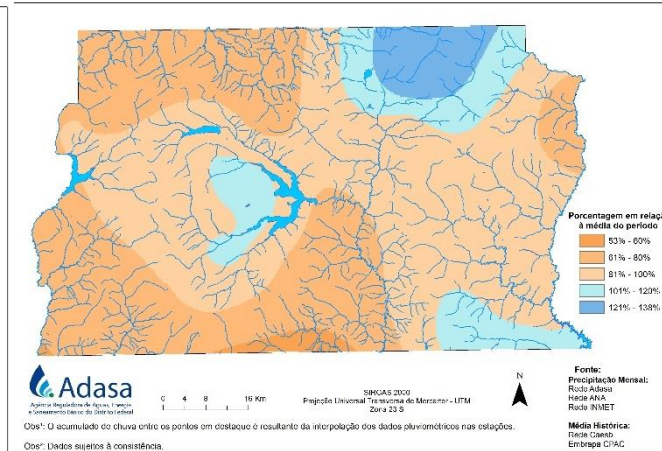 Porcentagem em relaçã
à média do período
53% - 60%
61% - 80%
81% - 100%
101% - 120%
121% - 138%
Adasa
Agência Reguladora de Águas, Energia
e Saneamento Básico do Distrito Federal
0 4 8 16 Km
SIRGAS 2000
Projeção Universal Transversa de Mercartor - UTM
Zona 23 S
N
Fonte:
Precipitação Mensal:
Rede Adasa
Rede ANA
Rede INMET
Média Histórica:
Rede Caesb
Embrapa CPAC
Obs¹: O acumulado de chuva entre os pontos em destaque é resultante da interpolação dos dados pluviométricos nas estações.
Obs²: Dados sujeitos à consistência.